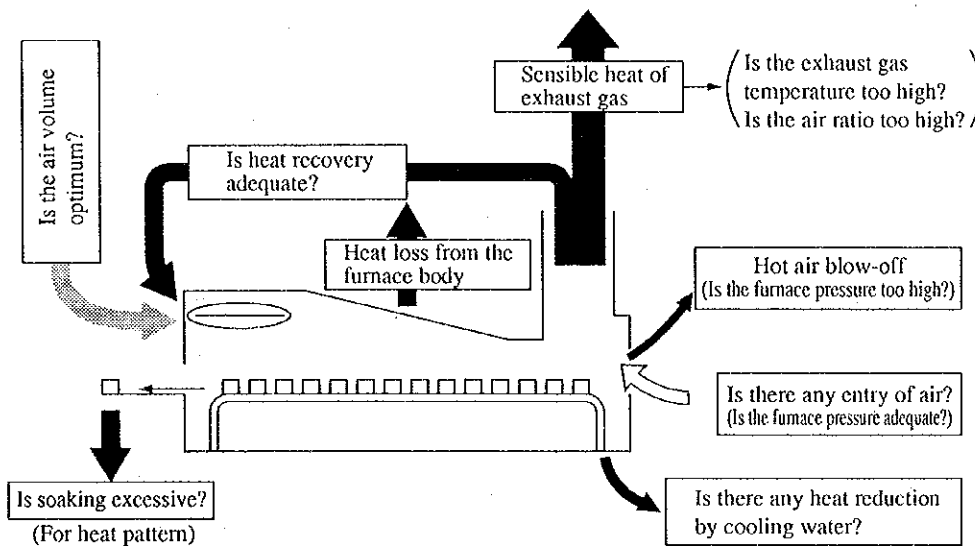 Is the air volume
optimum?
Sensible heat of
exhaust gas
Is the exhaust gas
temperature too high?
Is the air ratio too high?
Is heat recovery
adequate?
Heat loss from the
furnace body
Hot air blow-off
(Is the furnace pressure too high?)
Is there any entry of air?
(Is the furnace pressure adequate?)
Is soaking excessive?
(For heat pattern)
Is there any heat reduction
by cooling water?